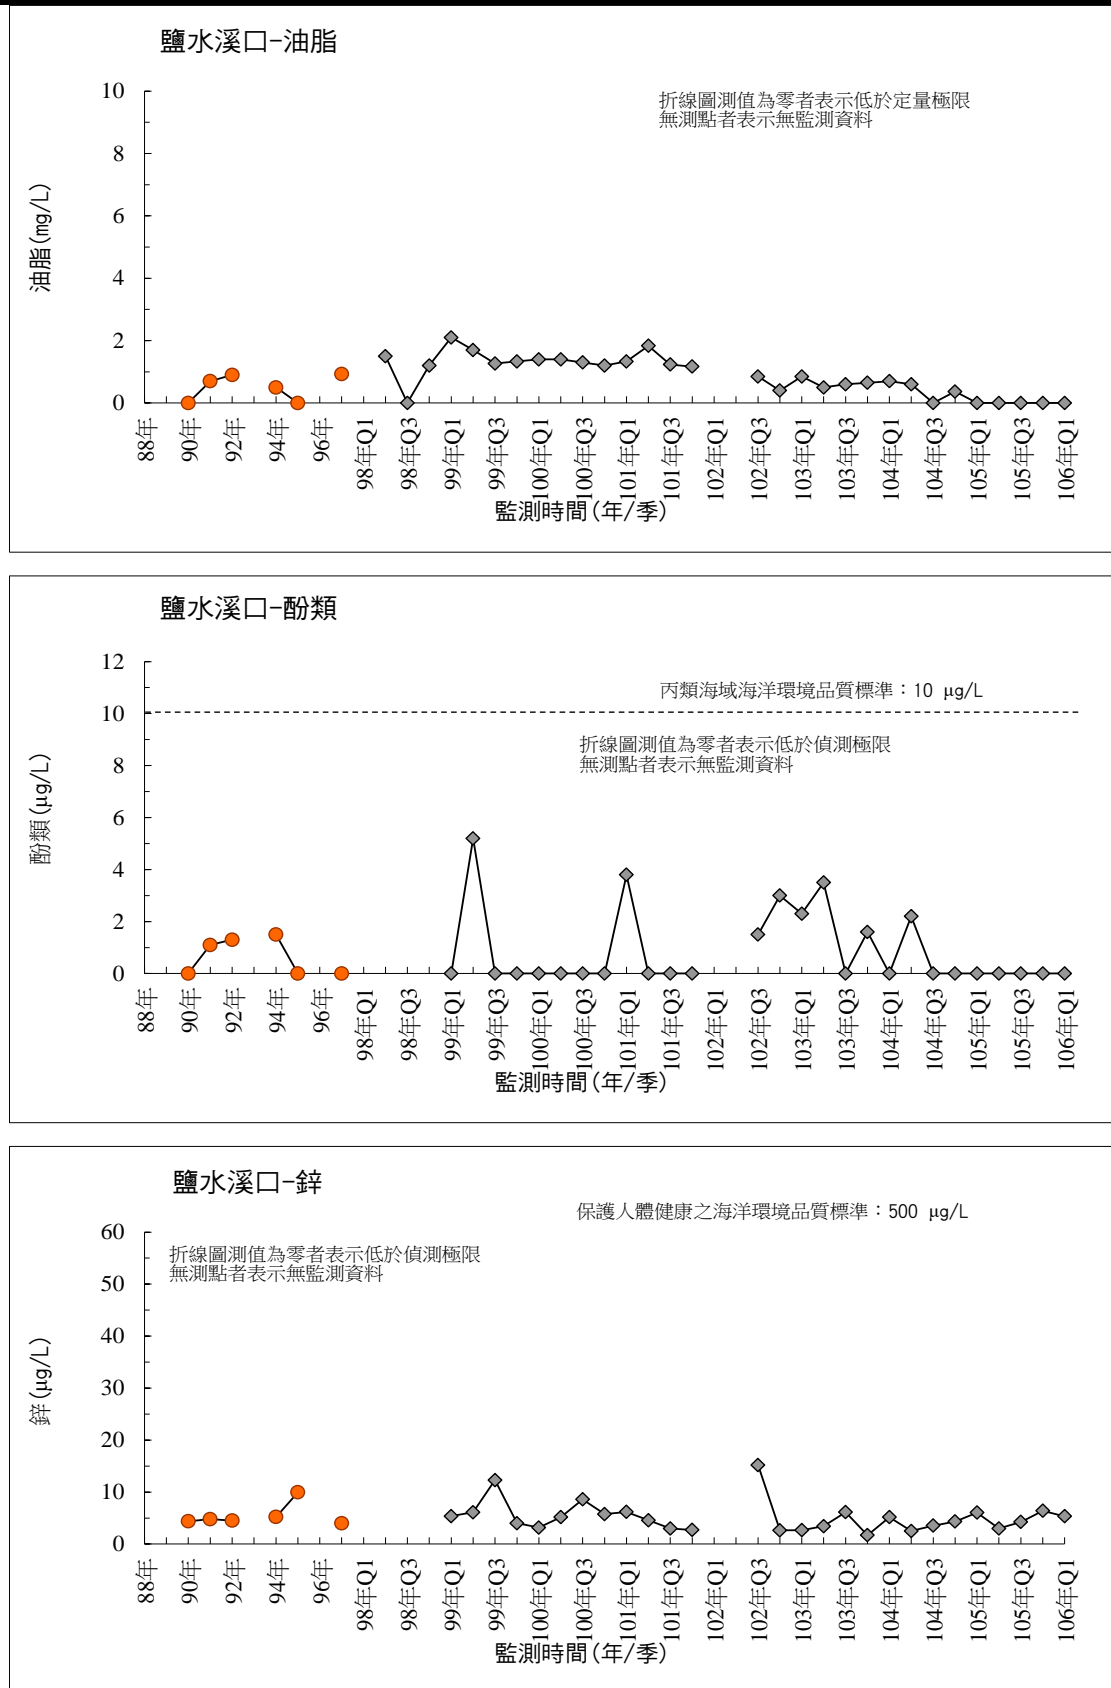 鹽水溪口-油脂
折線圖測值為零者表示低於定量極限
無測點者表示無監測資料
油脂(mg/L)
10
8
6
4
2
0
88年
90年
92年
94年
96年
98年Q1
98年Q3
99年Q1
99年Q3
100年Q1
100年Q3
101年Q1
101年Q3
102年Q1
102年Q3
103年Q1
103年Q3
104年Q1
104年Q3
105年Q1
105年Q3
106年Q1
監測時間(年/季)
鹽水溪口-酚類
丙類海域海洋環境品質標準：10 μg/L
折線圖測值為零者表示低於偵測極限
無測點者表示無監測資料
酚類(μg/L)
12
10
8
6
4
2
0
88年
90年
92年
94年
96年
98年Q1
98年Q3
99年Q1
99年Q3
100年Q1
100年Q3
101年Q1
101年Q3
102年Q1
102年Q3
103年Q1
103年Q3
104年Q1
104年Q3
105年Q1
105年Q3
106年Q1
監測時間(年/季)
鹽水溪口-鋅
保護人體健康之海洋環境品質標準：500 μg/L
折線圖測值為零者表示低於偵測極限
無測點者表示無監測資料
鋅(μg/L)
60
50
40
30
20
10
0
88年
90年
92年
94年
96年
98年Q1
98年Q3
99年Q1
99年Q3
100年Q1
100年Q3
101年Q1
101年Q3
102年Q1
102年Q3
103年Q1
103年Q3
104年Q1
104年Q3
105年Q1
105年Q3
106年Q1
監測時間(年/季)